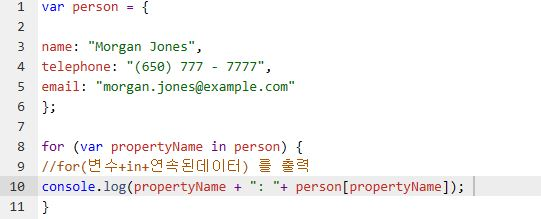 1 var person = {
2
3 name: "Morgan Jones",
4 telephone: "(650) 777 - 7777",
5 email: "morgan.jones@example.com"
6 };
7
8 for (var propertyName in person) {
9 //for(변수+in+연속된데이터) 를 출력
10 console.log(propertyName + ": "+ person[propertyName]);
11 }